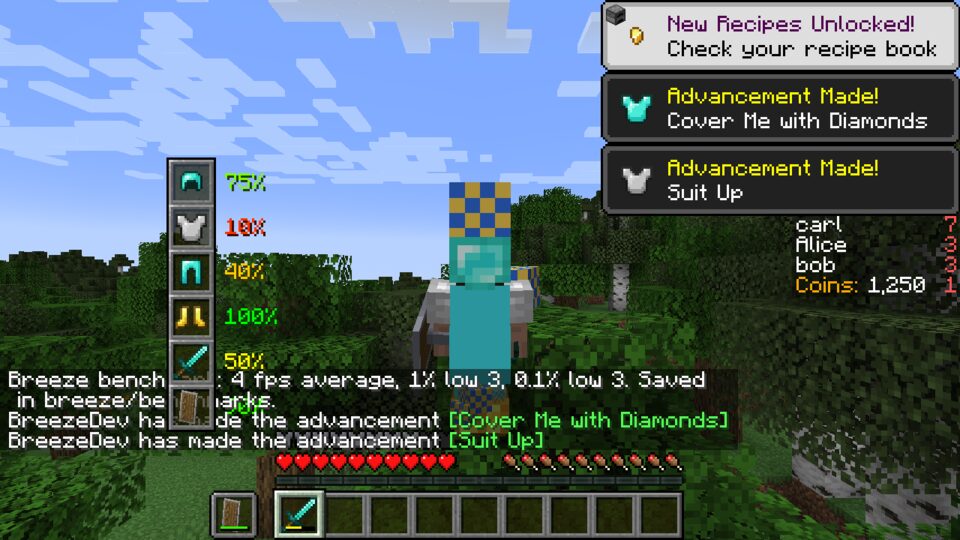 New Recipes Unlocked!
Check your recipe book
Advancement Made!
Cover Me with Diamonds
Advancement Made!
Suit Up
75%
10%
40%
100%
50%
carl 7
Alice 3
bob 3
Coins: 1,250 1
Breeze bench : 4 fps average, 1% low 3, 0.1% low 3. Saved
in breeze/be marks.
BreezeDev ha de the advancement [Cover Me with Diamonds]
BreezeDev has made the advancement [Suit Up]